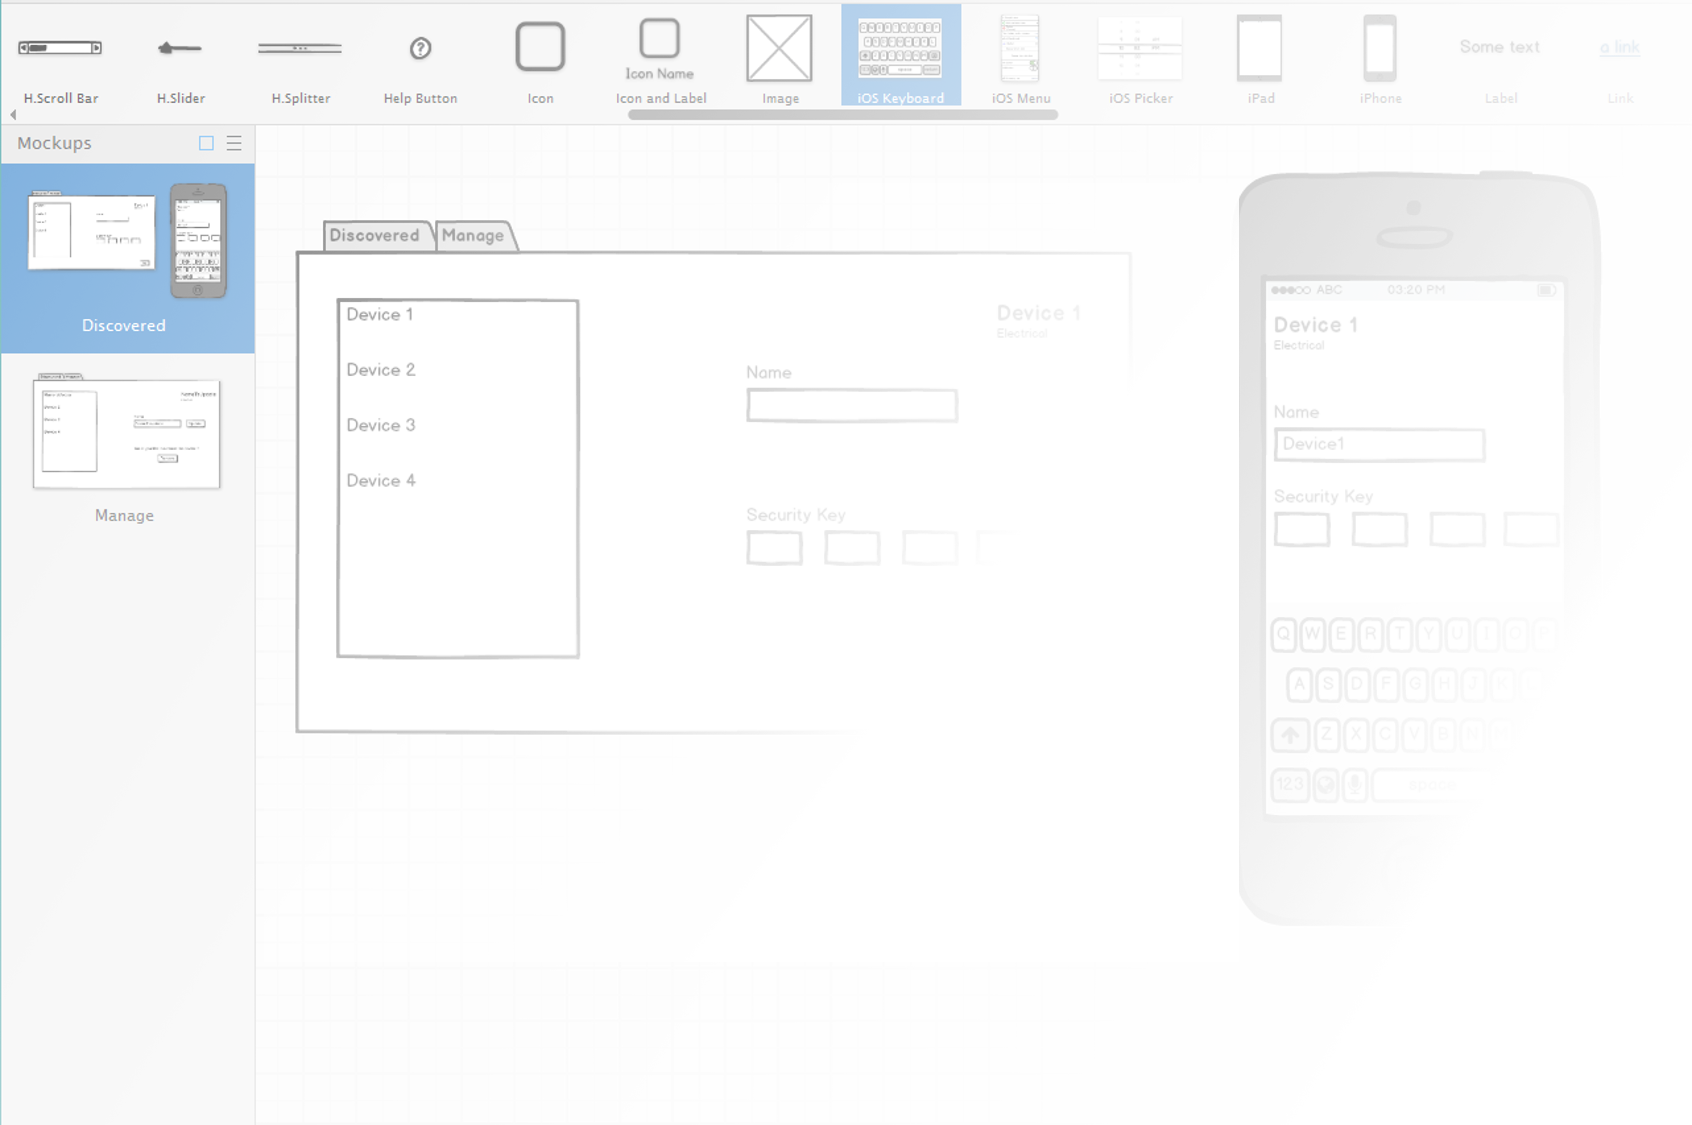 Icon Name
Some text
a link
H.Scroll Bar
H.Slider
H.Splitter
Help Button
Icon
Icon and Label
Image
iOS Keyboard
iOS Menu
iOS Picker
iPad
iPhone
Label
Link
Mockups
Discovered
Manage
Discovered
Manage
Device 1
Device 2
Device 3
Device 4
Device 1
Electrical
Name
Security Key
ABC 03:20 PM
Device 1
Electrical
Name
Device1
Security Key
Q W E R T Y U I O P
A S D F G H J K
Z X C V B N
123 space